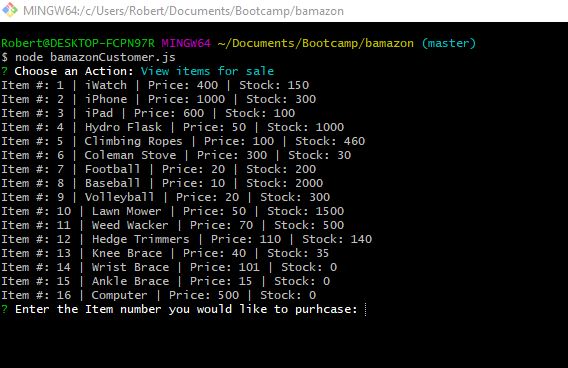 MINGW64:/c/Users/Robert/Documents/Bootcamp/bamazon
Robert@DESKTOP-FCPN97R MINGW64 ~/Documents/Bootcamp/bamazon (master)
$ node bamazonCustomer.js
? Choose an Action: View items for sale
Item #: 1 | iWatch | Price: 400 | Stock: 150
Item #: 2 | iPhone | Price: 1000 | Stock: 300
Item #: 3 | iPad | Price: 600 | Stock: 100
Item #: 4 | Hydro Flask | Price: 50 | Stock: 1000
Item #: 5 | Climbing Ropes | Price: 100 | Stock: 460
Item #: 6 | Coleman Stove | Price: 300 | Stock: 30
Item #: 7 | Football | Price: 20 | Stock: 200
Item #: 8 | Baseball | Price: 10 | Stock: 2000
Item #: 9 | Volleyball | Price: 20 | Stock: 300
Item #: 10 | Lawn Mower | Price: 50 | Stock: 1500
Item #: 11 | Weed Wacker | Price: 70 | Stock: 500
Item #: 12 | Hedge Trimmers | Price: 110 | Stock: 140
Item #: 13 | Knee Brace | Price: 40 | Stock: 35
Item #: 14 | Wrist Brace | Price: 101 | Stock: 0
Item #: 15 | Ankle Brace | Price: 15 | Stock: 0
Item #: 16 | Computer | Price: 500 | Stock: 0
? Enter the Item number you would like to purhcase: